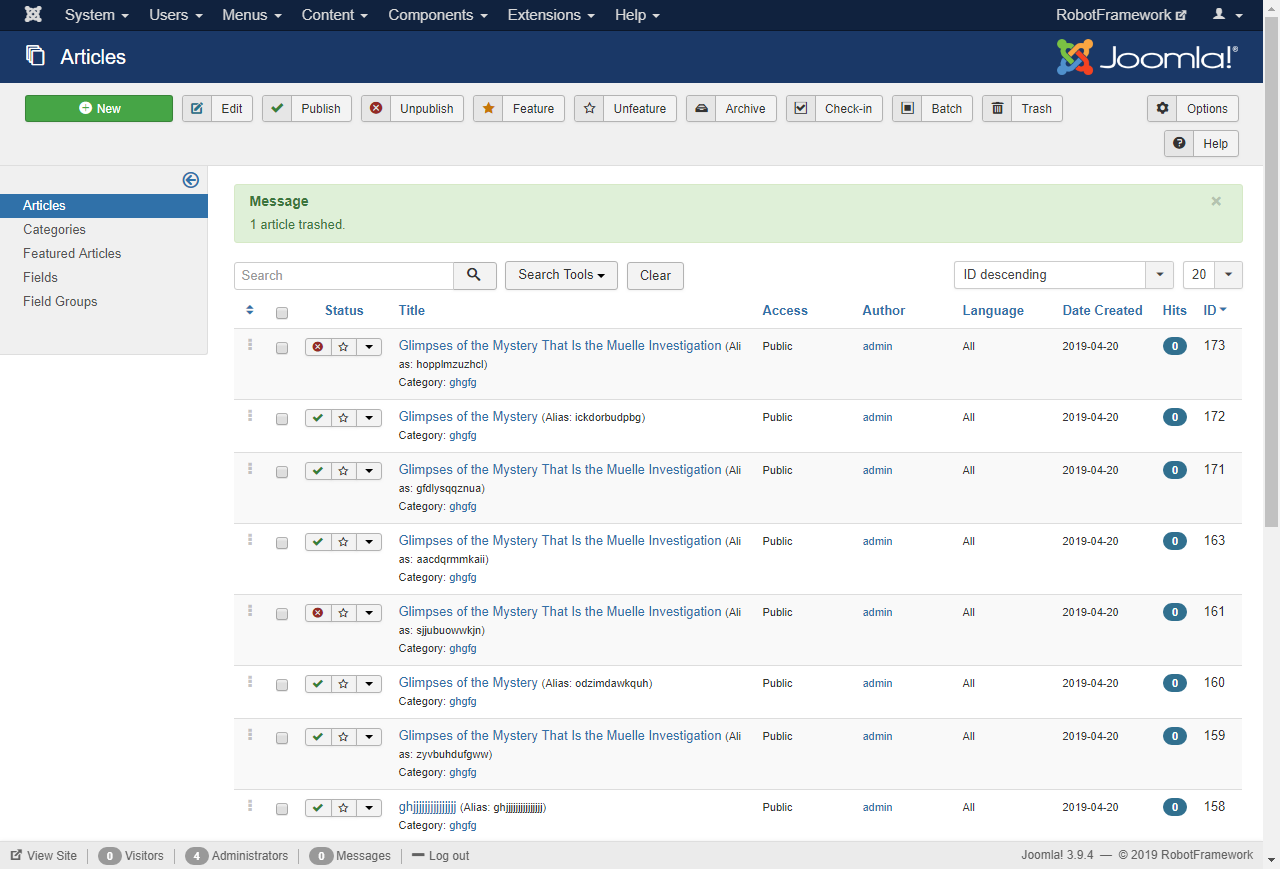 System Users Menus Content Components Extensions Help RobotFramework
Articles Joomla!®
New Edit Publish Unpublish Feature Unfeature Archive Check-in Batch Trash Options
Help
Articles
Categories
Featured Articles
Fields
Field Groups
Message ×
1 article trashed.
Search Search Tools Clear ID descending 20
Status Title Access Author Language Date Created Hits ID
Glimpses of the Mystery That Is the Muelle Investigation (Ali Public admin All 2019-04-20 0 173
as: hopplmzuzhcl)
Category: ghgfg
Glimpses of the Mystery (Alias: ickdorbudpbg) Public admin All 2019-04-20 0 172
Category: ghgfg
Glimpses of the Mystery That Is the Muelle Investigation (Ali Public admin All 2019-04-20 0 171
as: gfdlysqqznua)
Category: ghgfg
Glimpses of the Mystery That Is the Muelle Investigation (Ali Public admin All 2019-04-20 0 163
as: aacdqrmmkaii)
Category: ghgfg
Glimpses of the Mystery That Is the Muelle Investigation (Ali Public admin All 2019-04-20 0 161
as: sjjubuowwkjn)
Category: ghgfg
Glimpses of the Mystery (Alias: odzimdawkquh) Public admin All 2019-04-20 0 160
Category: ghgfg
Glimpses of the Mystery That Is the Muelle Investigation (Ali Public admin All 2019-04-20 0 159
as: zyvbuhdufgww)
Category: ghgfg
Public admin All 2019-04-20 0 158
Category: ghgfg
View Site 0 Visitors 4 Administrators 0 Messages Log out Joomla! 3.9.4 — © 2019 RobotFramework